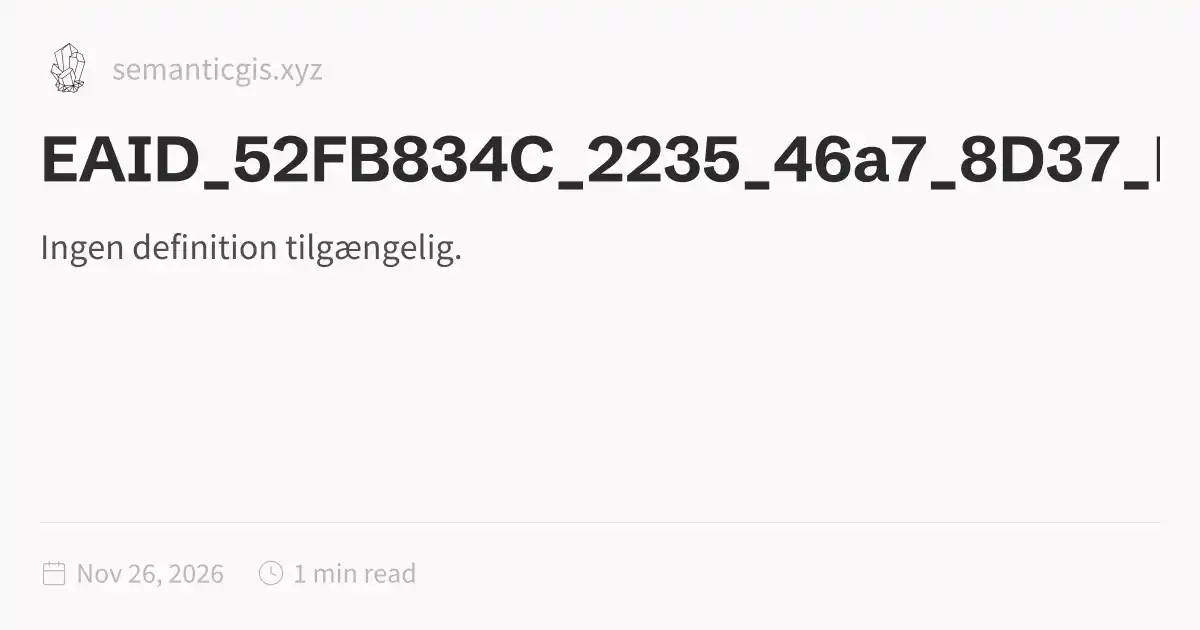 semanticgis.xyz
EAID_52FB834C_2235_46a7_8D37_
Ingen definition tilgængelig.
Nov 26, 2026 1 min read